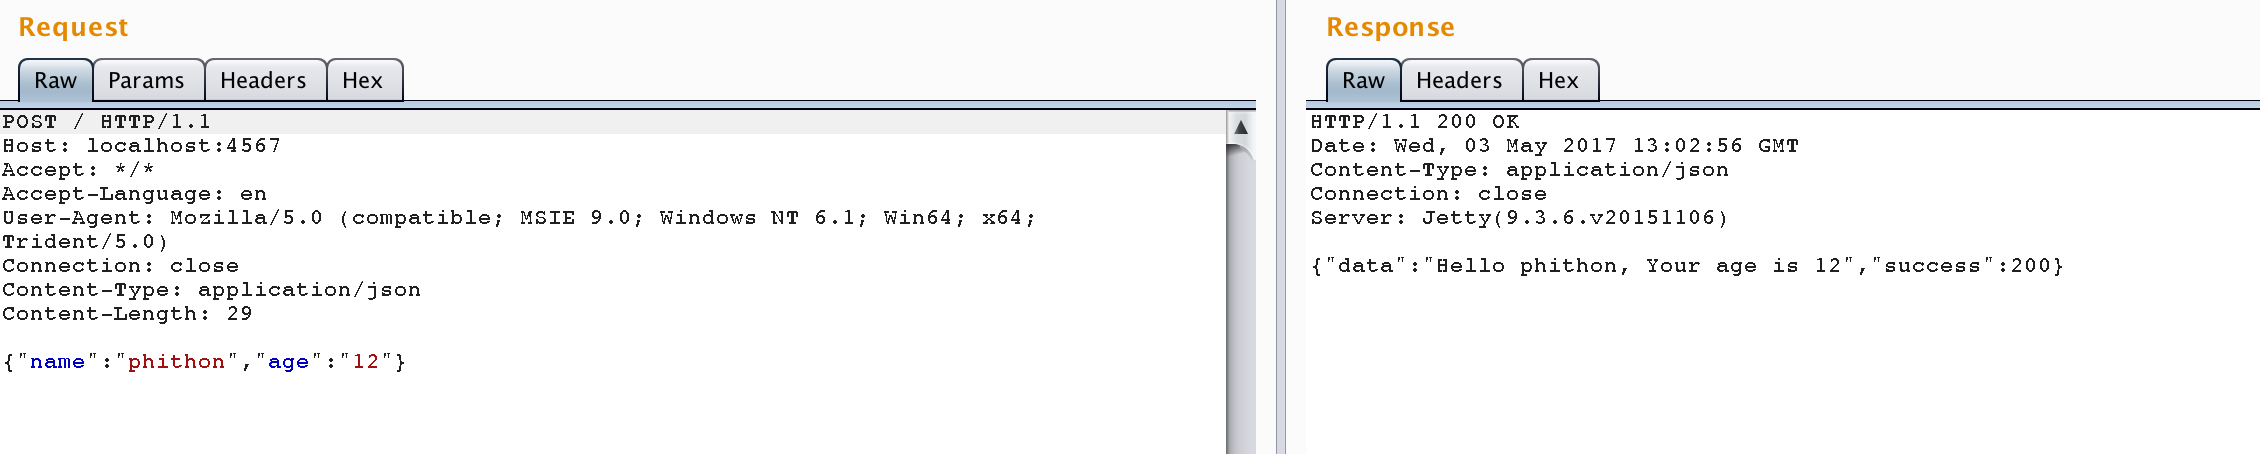 Request
Raw Params Headers Hex
POST / HTTP/1.1
Host: localhost:4567
Accept: */*
Accept-Language: en
User-Agent: Mozilla/5.0 (compatible; MSIE 9.0; Windows NT 6.1; Win64; x64;
Trident/5.0)
Connection: close
Content-Type: application/json
Content-Length: 29
{"name":"phithon","age":"12"}
Response
Raw Headers Hex
HTTP/1.1 200 OK
Date: Wed, 03 May 2017 13:02:56 GMT
Content-Type: application/json
Connection: close
Server: Jetty(9.3.6.v20151106)
{"data":"Hello phithon, Your age is 12","success":200}